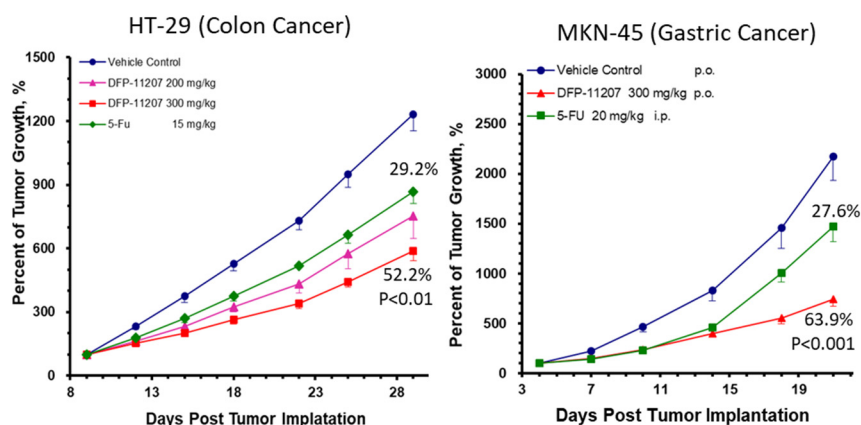 HT-29 (Colon Cancer)
Percent of Tumor Growth, %
1500
1200
900
600
300
0
Vehicle Control
DFP-11207 200 mg/kg
DFP-11207 300 mg/kg
5-Fu 15 mg/kg
29.2%
52.2%
P<0.01
8 13 18 23 28
Days Post Tumor Implatation
MKN-45 (Gastric Cancer)
Percent of Tumor Growth, %
3000
2500
2000
1500
1000
500
0
Vehicle Control p.o.
DFP-11207 300 mg/kg p.o.
5-FU 20 mg/kg i.p.
27.6%
63.9%
P<0.001
3 7 11 15 19
Days Post Tumor Implantation